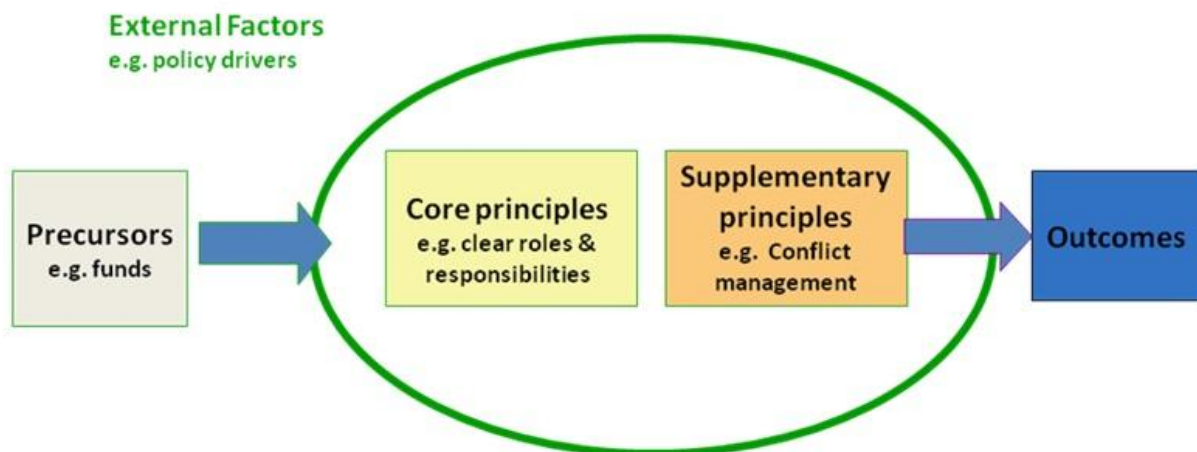 External Factors
e.g. policy drivers
Precursors
e.g. funds
Core principles
e.g. clear roles &
responsibilities
Supplementary
principles
e.g. Conflict
management
Outcomes